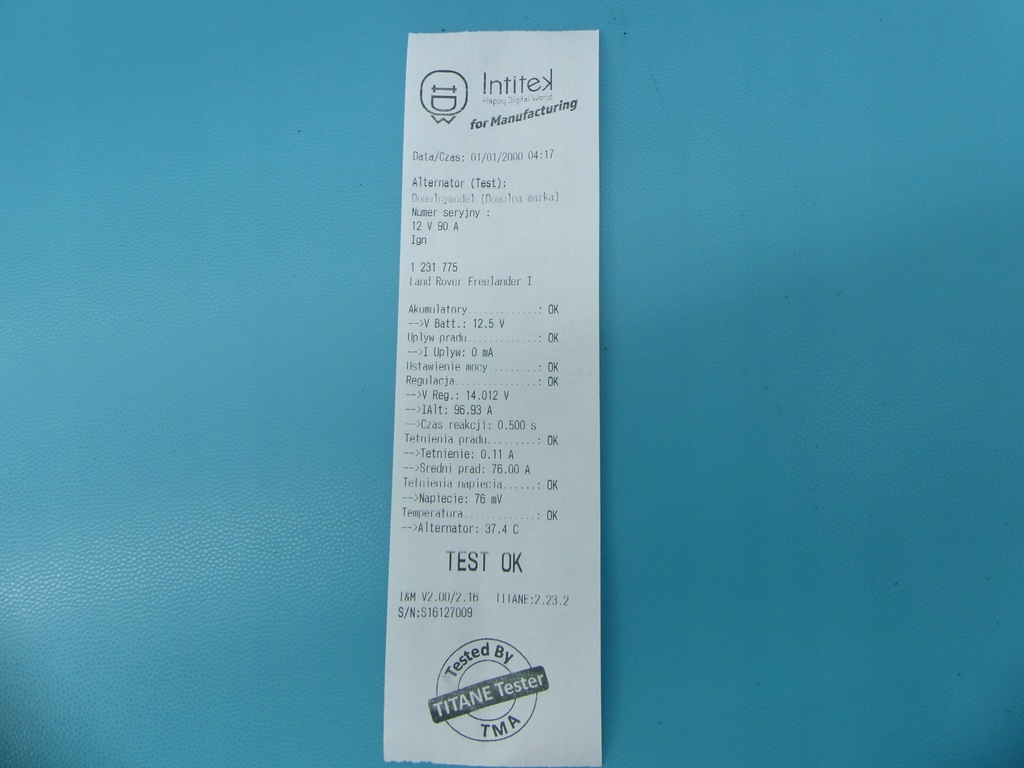 Intitek
Happy Digital World
for Manufacturing
Data/Czas: 01/01/2000 04:17
Alternator (Test):
Dowolnymodel (Dowolna marka)
Numer seryjny :
12 V 90 A
Ign
1 231 775
Land Rover Freelander I
Akumulatory............: OK
-->V Batt.: 12.5 V
Uplyw pradu............: OK
-->I Uplyw: 0 mA
Ustawienie mocy ........: OK
Regulacja..............: OK
-->V Reg.: 14.012 V
-->IAlt: 96.93 A
-->Czas reakcji: 0.500 s
Tetnienia pradu.........: OK
-->Tetnienie: 0.11 A
-->Sredni prad: 76.00 A
Tetnienia napiecia......: OK
-->Napiecie: 76 mV
Temperatura.............: OK
-->Alternator: 37.4 C
TEST OK
I&M V2.00/2.16 TITANE:2.23.2
S/N:S16127009
Tested By
TITANE Tester
TMA